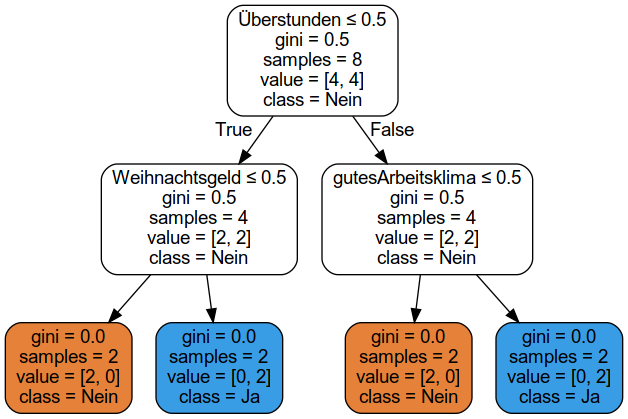 Überstunden ≤ 0.5
gini = 0.5
samples = 8
value = [4, 4]
class = Nein
True
False
Weihnachtsgeld ≤ 0.5
gini = 0.5
samples = 4
value = [2, 2]
class = Nein
gutesArbeitsklima ≤ 0.5
gini = 0.5
samples = 4
value = [2, 2]
class = Nein
gini = 0.0
samples = 2
value = [2, 0]
class = Nein
gini = 0.0
samples = 2
value = [0, 2]
class = Ja
gini = 0.0
samples = 2
value = [2, 0]
class = Nein
gini = 0.0
samples = 2
value = [0, 2]
class = Ja